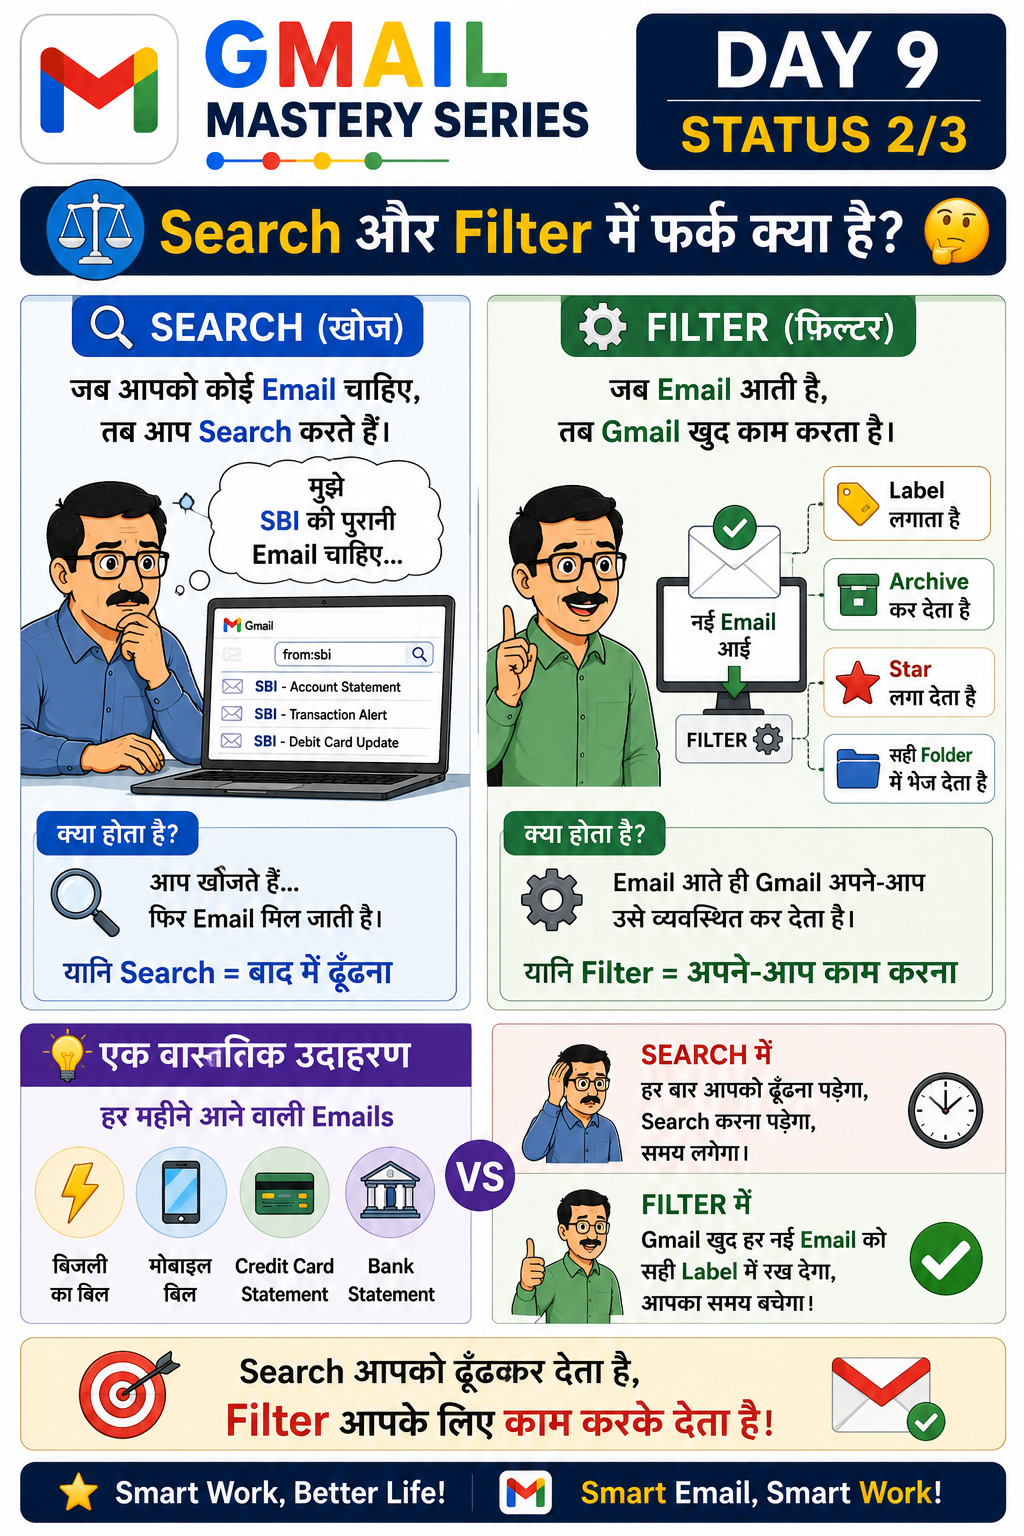 GMAIL
MASTERY SERIES
DAY 9
STATUS 2/3
Search और Filter में फर्क क्या है?
SEARCH (खोज)
जब आपको कोई Email चाहिए,
तब आप Search करते हैं।
मुझे
SBI की पुरानी
Email चाहिए...
Gmail
from:sbi
SBI - Account Statement
SBI - Transaction Alert
SBI - Debit Card Update
क्या होता है?
आप खोजते हैं...
फिर Email मिल जाती है।
यानि Search = बाद में ढूँढना
FILTER (फ़िल्टर)
जब Email आती है,
तब Gmail खुद काम करता है।
नई Email
आई
FILTER
Label
लगाता है
Archive
कर देता है
Star
लगा देता है
सही Folder
में भेज देता है
क्या होता है?
Email आते ही Gmail अपने-आप
उसे व्यवस्थित कर देता है।
यानि Filter = अपने-आप काम करना
एक उदाहरण
हर महीने आने वाली Emails
बिजली
का बिल
मोबाइल
बिल
Credit Card
Statement
Bank
Statement
VS
SEARCH में
हर बार आपको ढूँढना पड़ेगा,
Search करना पड़ेगा,
समय लगेगा।
FILTER में
Gmail खुद हर नई Email को
सही Label में रख देगा,
आपका समय बचेगा!
Search आपको ढूँढकर देता है,
Filter आपके लिए काम करके देता है!
Smart Work, Better Life!
Smart Email, Smart Work!